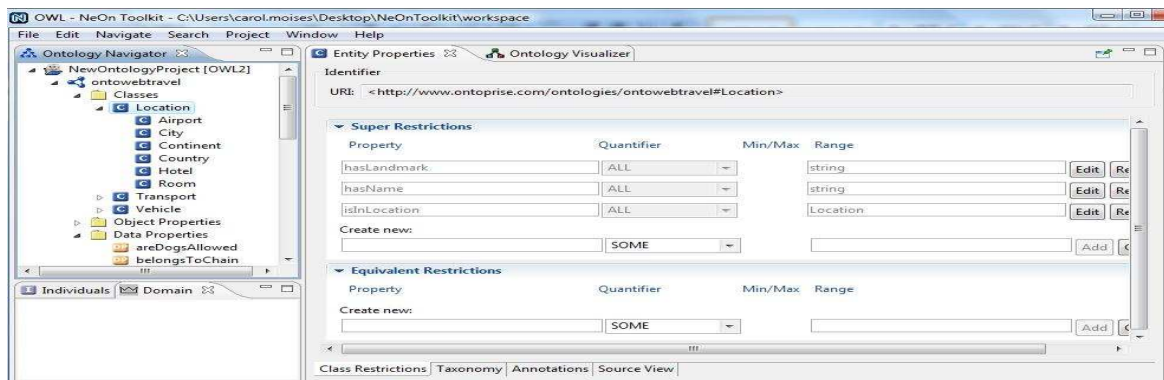 OWL - NeOn Toolkit - C:\Users\carol.moises\Desktop\NeOnToolkit\workspace
File Edit Navigate Search Project Window Help
Ontology Navigator
NewOntologyProject [OWL2]
ontowebtravel
Classes
Location
Airport
City
Continent
Country
Hotel
Room
Transport
Vehicle
Object Properties
Data Properties
areDogsAllowed
belongsToChain
Individuals Domain
Entity Properties Ontology Visualizer
Identifier
URI: <http://www.ontoprise.com/ontologies/ontowebtravel#Location>
Super Restrictions
Property Quantifier Min/Max Range
hasLandmark ALL string Edit Re
hasName ALL string Edit Re
isInLocation ALL Location Edit Re
Create new:
SOME Add
Equivalent Restrictions
Property Quantifier Min/Max Range
Create new:
SOME Add
Class Restrictions Taxonomy Annotations Source View